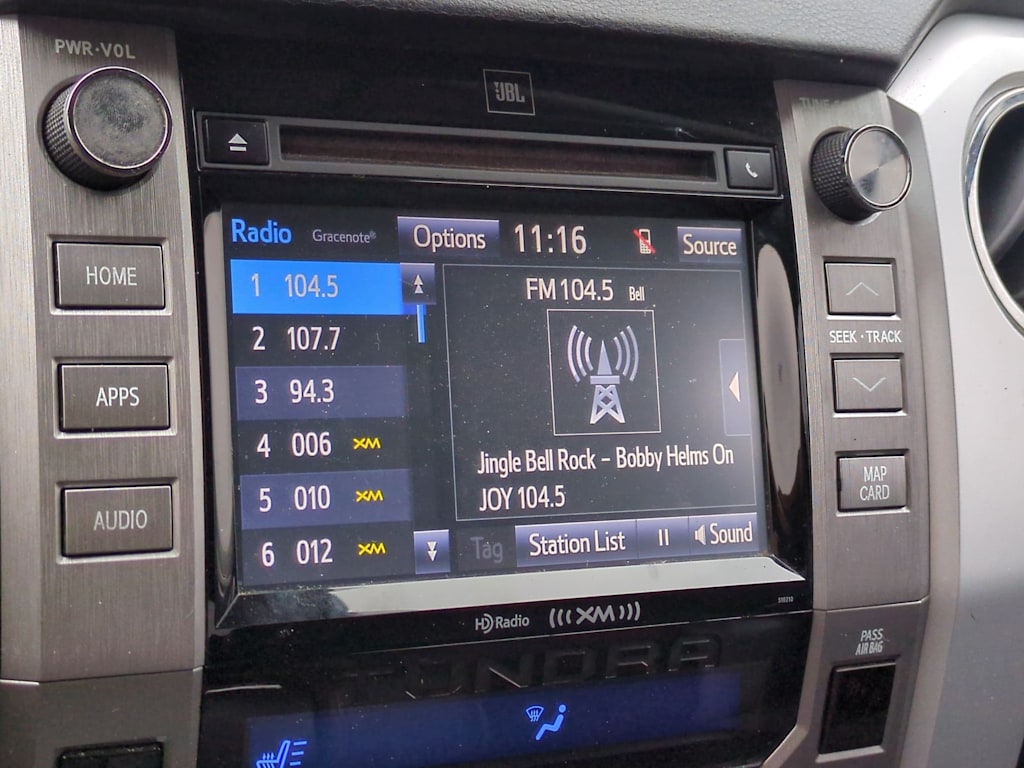 PWR·VOL
JBL
HOME
APPS
AUDIO
Radio Gracenote® Options 11:16 Source
1 104.5
2 107.7
3 94.3
4 006 XM
5 010 XM
6 012 XM
FM 104.5 Bell
Jingle Bell Rock – Bobby Helms On
JOY 104.5
Tag Station List Sound
SEEK·TRACK
MAP
CARD
HD Radio XM
510210
PASS
AIR BAG
TUNDRA